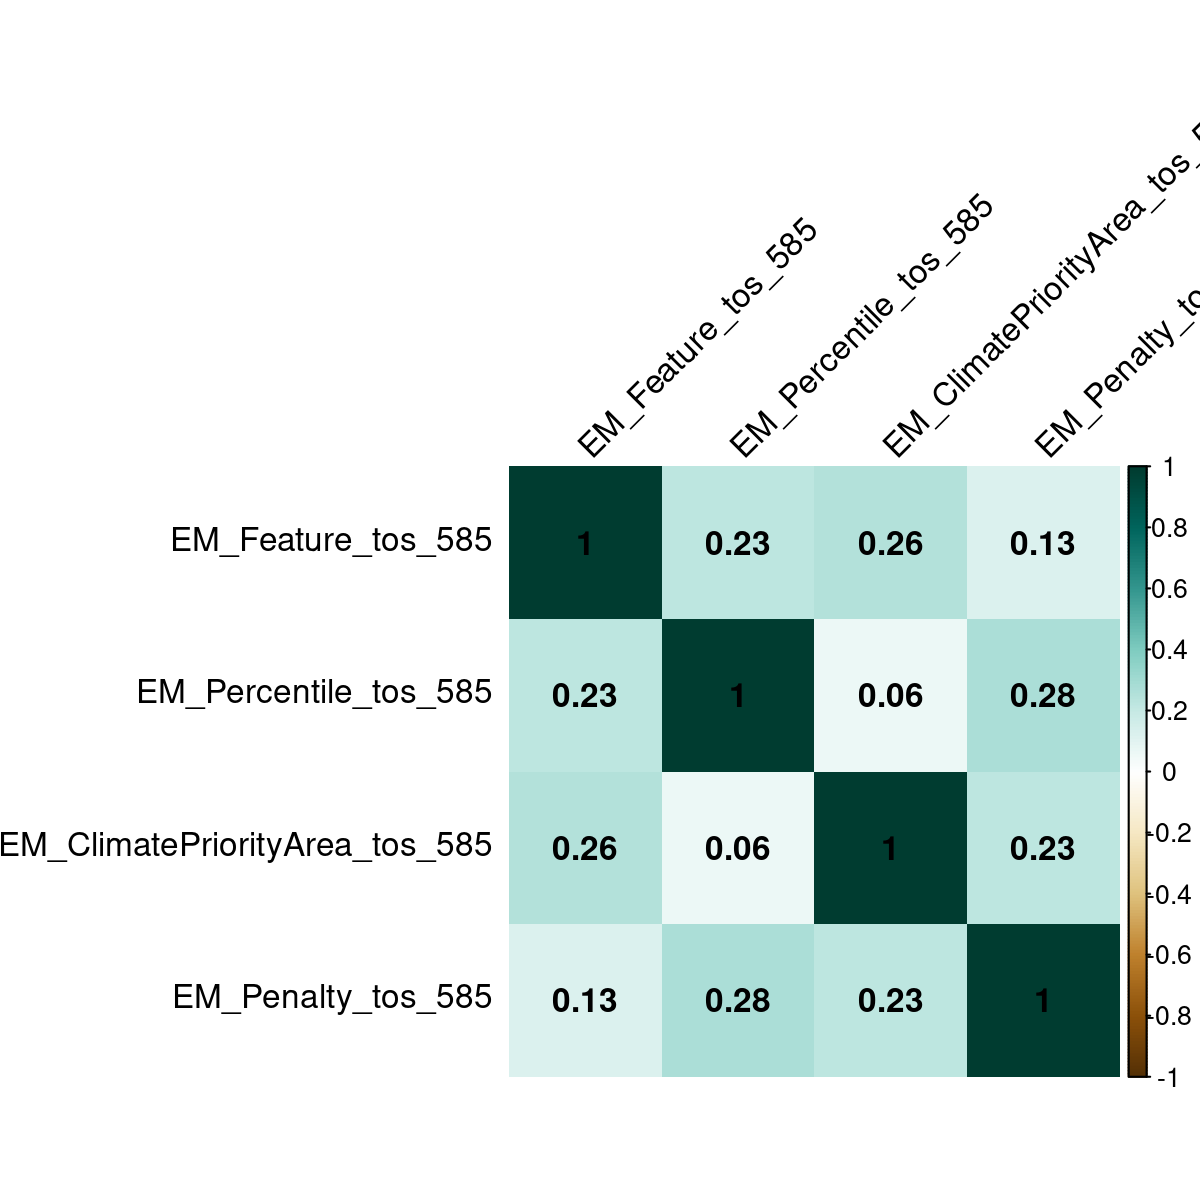 EM_Feature_tos_585
EM_Percentile_tos_585
EM_ClimatePriorityArea_tos_
EM_Penalty_
EM_Feature_tos_585 1 0.23 0.26 0.13
EM_Percentile_tos_585 0.23 1 0.06 0.28
EM_ClimatePriorityArea_tos_585 0.26 0.06 1 0.23
EM_Penalty_tos_585 0.13 0.28 0.23 1
1
0.8
0.6
0.4
0.2
0
-0.2
-0.4
-0.6
-0.8
-1